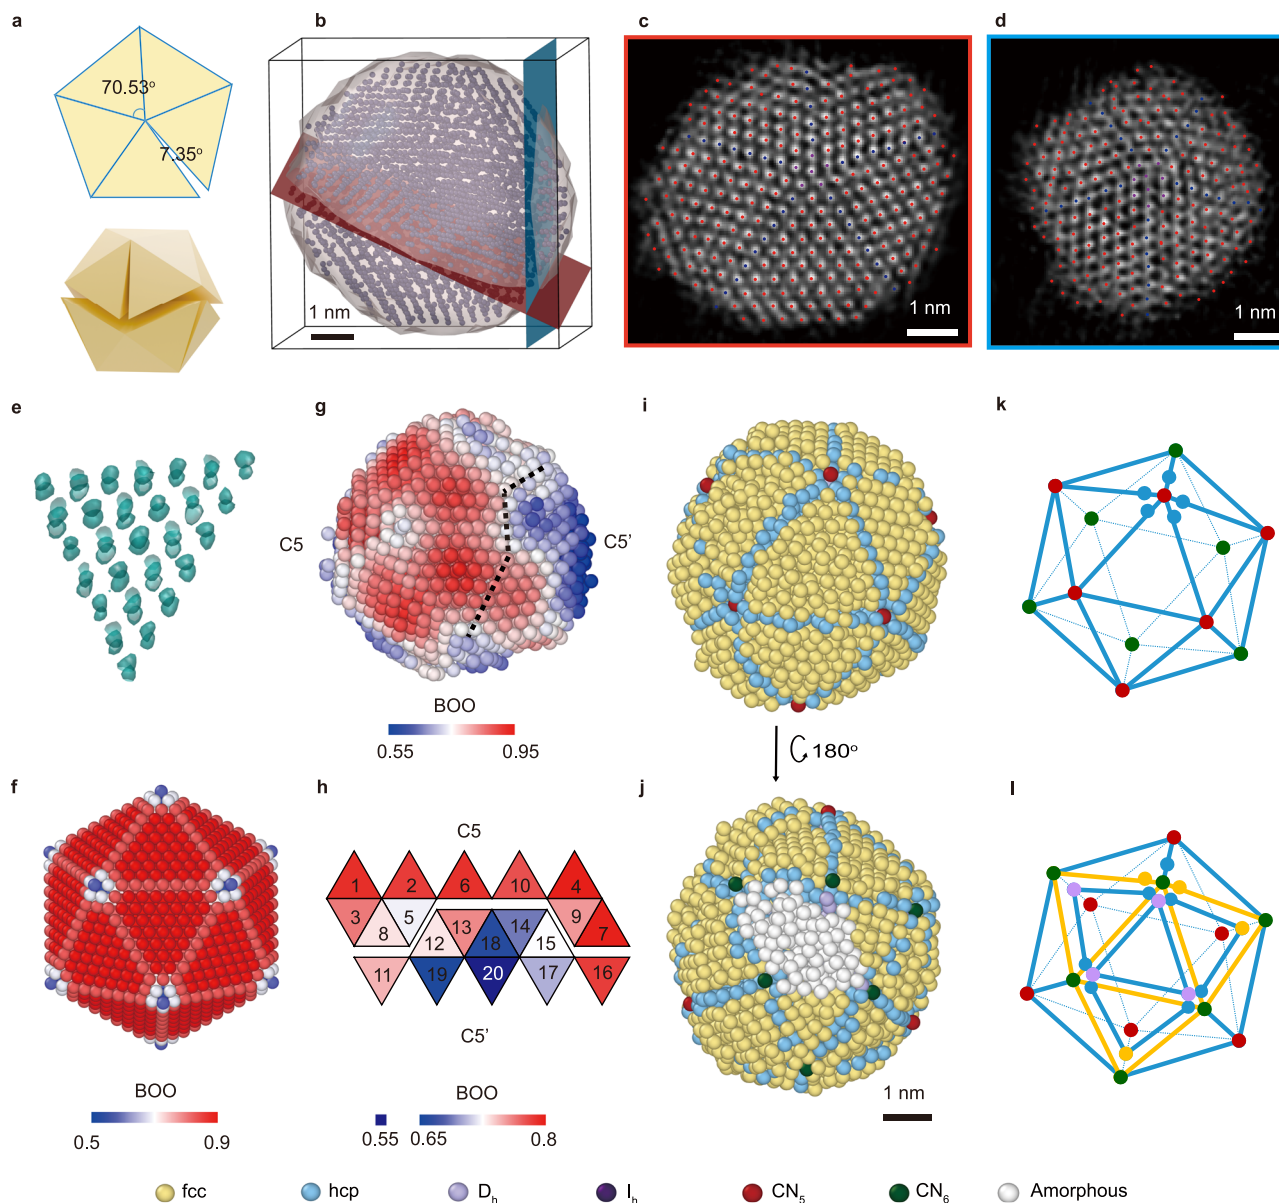 a
70.53°
7.35°
b
1 nm
c
1 nm
d
1 nm
e
g
C5
C5'
BOO
0.55
0.95
i
180°
k
f
BOO
0.5
0.9
h
C5
1 2 6 10 4
3 8 5 12 13 18 14 15 9 7
11 19 20 17 16
C5'
BOO
0.55 0.65 0.8
j
1 nm
l
fcc hcp Dh Ih CN5 CN6 Amorphous